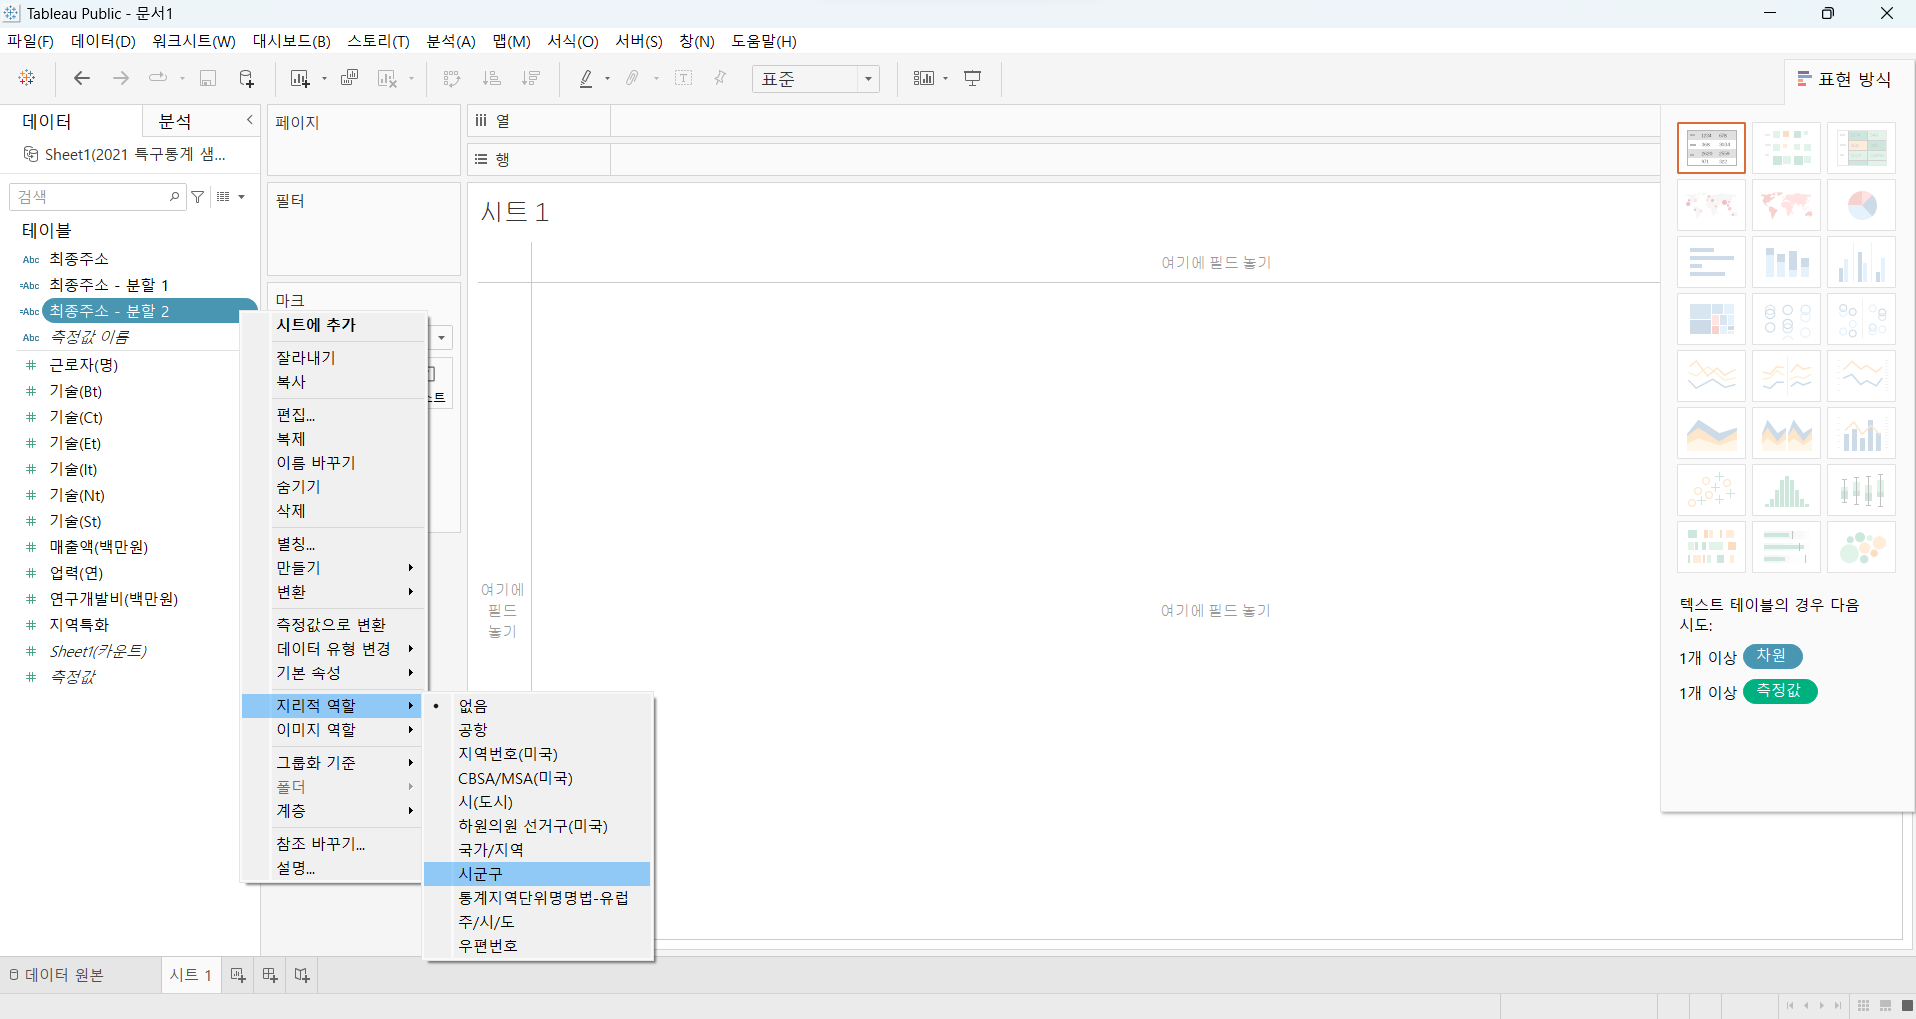 Tableau Public - 문서1
파일(F) 데이터(D) 워크시트(W) 대시보드(B) 스토리(T) 분석(A) 맵(M) 서식(O) 서버(S) 창(N) 도움말(H)
표준
표현 방식
데이터
분석
Sheet1(2021 특구통계 샘...
검색
테이블
Abc 최종주소
=Abc 최종주소 - 분할 1
=Abc 최종주소 - 분할 2
Abc 측정값 이름
# 근로자(명)
# 기술(Bt)
# 기술(Ct)
# 기술(Et)
# 기술(It)
# 기술(Nt)
# 기술(St)
# 매출액(백만원)
# 업력(연)
# 연구개발비(백만원)
# 지역특화
# Sheet1(카운트)
# 측정값
페이지
필터
마크
스트
시트에 추가
잘라내기
복사
편집...
복제
이름 바꾸기
숨기기
삭제
별칭...
만들기
변환
측정값으로 변환
데이터 유형 변경
기본 속성
지리적 역할
이미지 역할
그룹화 기준
폴더
계층
참조 바꾸기...
설명...
없음
공항
지역번호(미국)
CBSA/MSA(미국)
시(도시)
하원의원 선거구(미국)
국가/지역
시군구
통계지역단위명명법-유럽
주/시/도
우편번호
열
행
시트 1
여기에 필드 놓기
여기에
필드
놓기
여기에 필드 놓기
텍스트 테이블의 경우 다음
시도:
1개 이상 차원
1개 이상 측정값
데이터 원본
시트 1